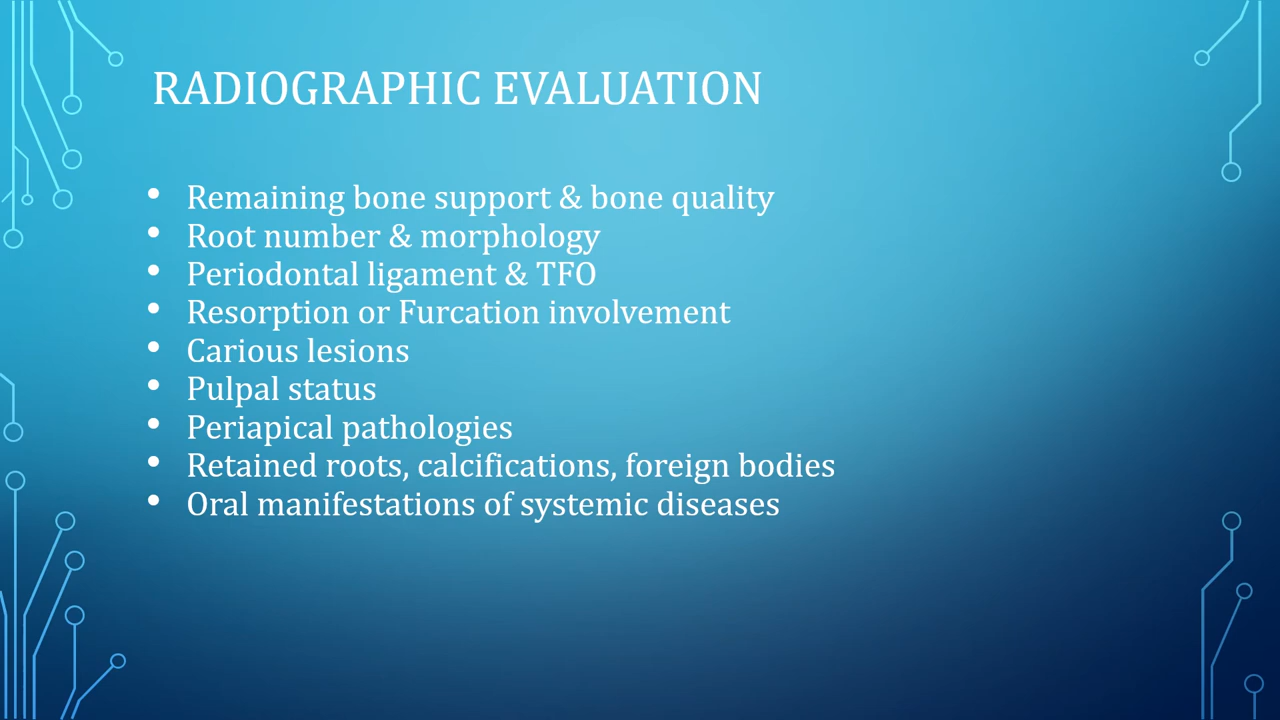 RADIOGRAPHIC EVALUATION
• Remaining bone support & bone quality
• Root number & morphology
• Periodontal ligament & TFO
• Resorption or Furcation involvement
• Carious lesions
• Pulpal status
• Periapical pathologies
• Retained roots, calcifications, foreign bodies
• Oral manifestations of systemic diseases